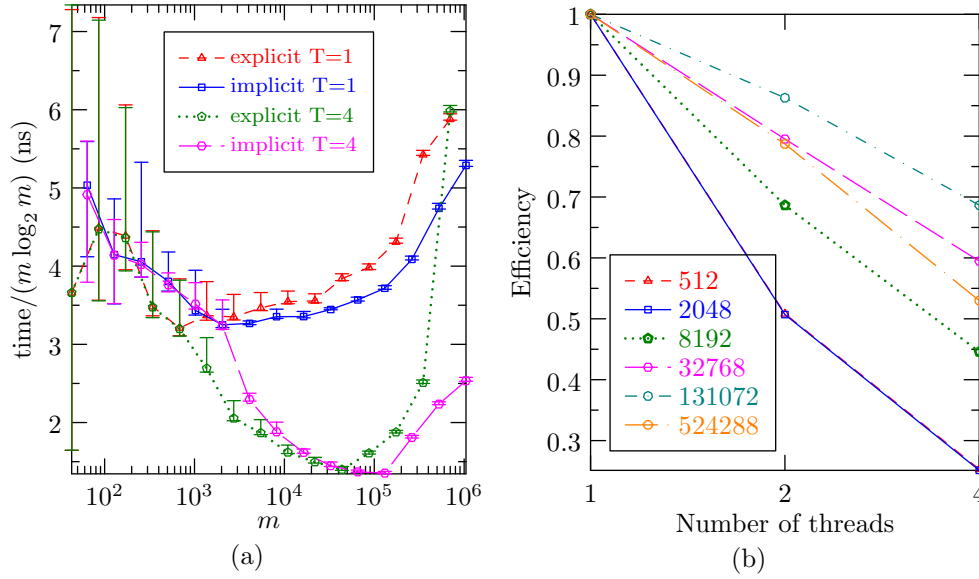 7
6
5
4
3
2
time/(m log₂ m) (ns)
explicit T=1
implicit T=1
explicit T=4
implicit T=4
10² 10³ 10⁴ 10⁵ 10⁶
m
(a)
1
0.9
0.8
0.7
0.6
0.5
0.4
0.3
Efficiency
512
2048
8192
32768
131072
524288
1 2 4
Number of threads
(b)